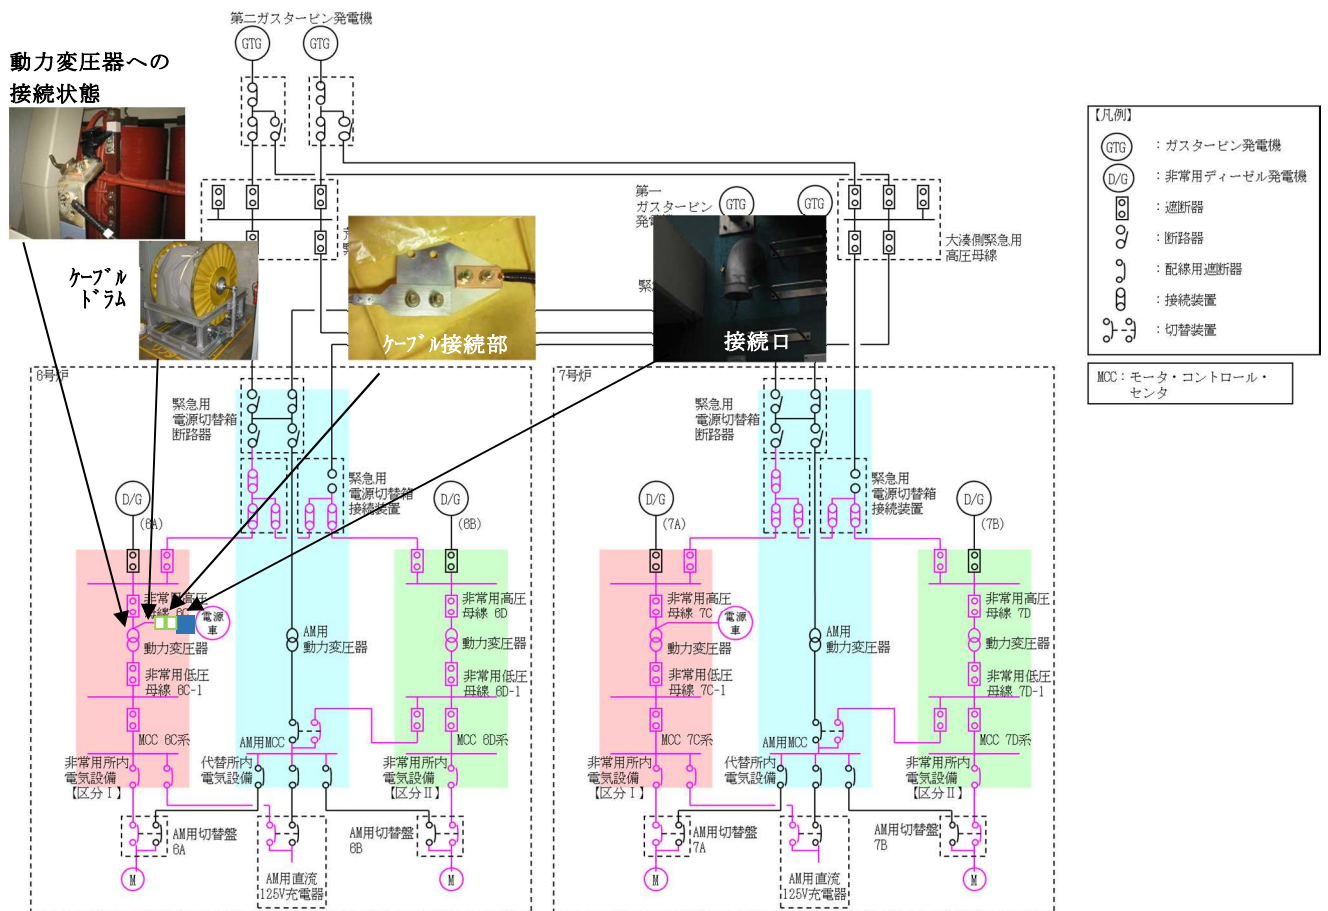 第二ガスタービン発電機
GTG
GTG
動力変圧器への
接続状態
ケーブル
ドラム
ケーブル接続部
接続口
第一
ガスタービン
GTG
GTG
大湊側緊急用
高圧母線
【凡例】
GTG :ガスタービン発電機
D/G :非常用ディーゼル発電機
:遮断器
:断路器
:配線用遮断器
:接続装置
:切替装置
MCC:モータ・コントロール・
センタ
6号炉
緊急用
電源切替箱
断路器
緊急用
電源切替箱
接続装置
D/G
(6A)
D/G
(6B)
非常用高圧
母線 6C
電源
車
動力変圧器
非常用低圧
母線 6C-1
MCC 6C系
非常用所内
電気設備
【区分Ⅰ】
AM用
動力変圧器
AM用MCC
代替所内
電気設備
非常用高圧
母線 6D
動力変圧器
非常用低圧
母線 6D-1
MCC 6D系
非常用所内
電気設備
【区分Ⅱ】
AM用切替盤
6A
AM用切替盤
6B
M
AM用直流
125V充電器
M
7号炉
緊急用
電源切替箱
断路器
緊急用
電源切替箱
接続装置
D/G
(7A)
D/G
(7B)
非常用高圧
母線 7C
電源
車
動力変圧器
非常用低圧
母線 7C-1
MCC 7C系
非常用所内
電気設備
【区分Ⅰ】
AM用
動力変圧器
AM用MCC
代替所内
電気設備
非常用高圧
母線 7D
動力変圧器
非常用低圧
母線 7D-1
MCC 7D系
非常用所内
電気設備
【区分Ⅱ】
AM用切替盤
7A
AM用切替盤
7B
M
AM用直流
125V充電器
M